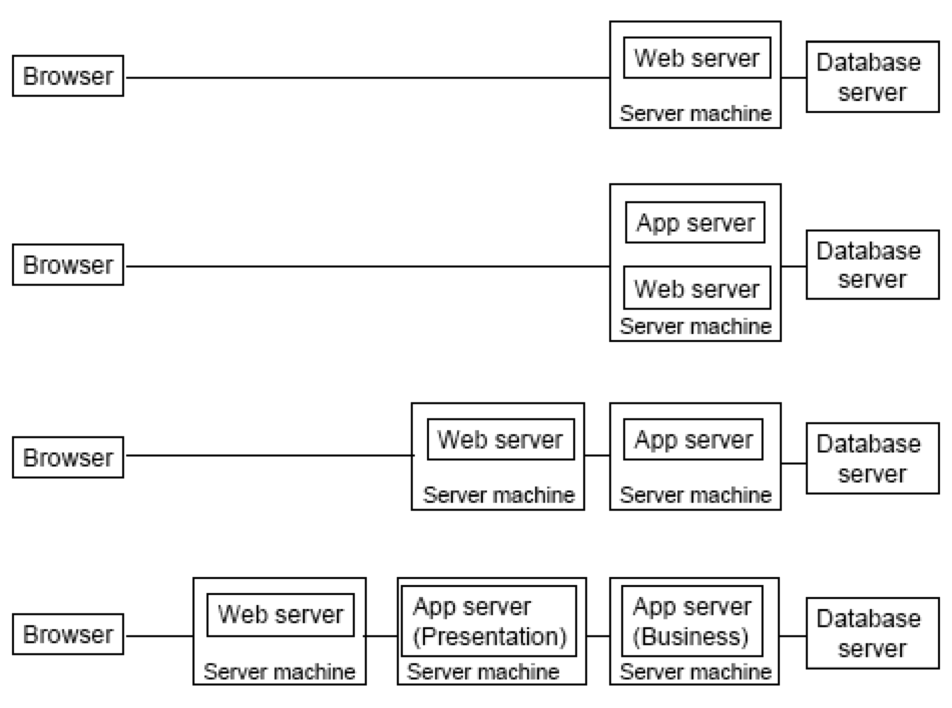 Browser
Web server
Server machine
Database
server
Browser
App server
Web server
Server machine
Database
server
Browser
Web server
Server machine
App server
Server machine
Database
server
Browser
Web server
Server machine
App server
(Presentation)
Server machine
App server
(Business)
Server machine
Database
server